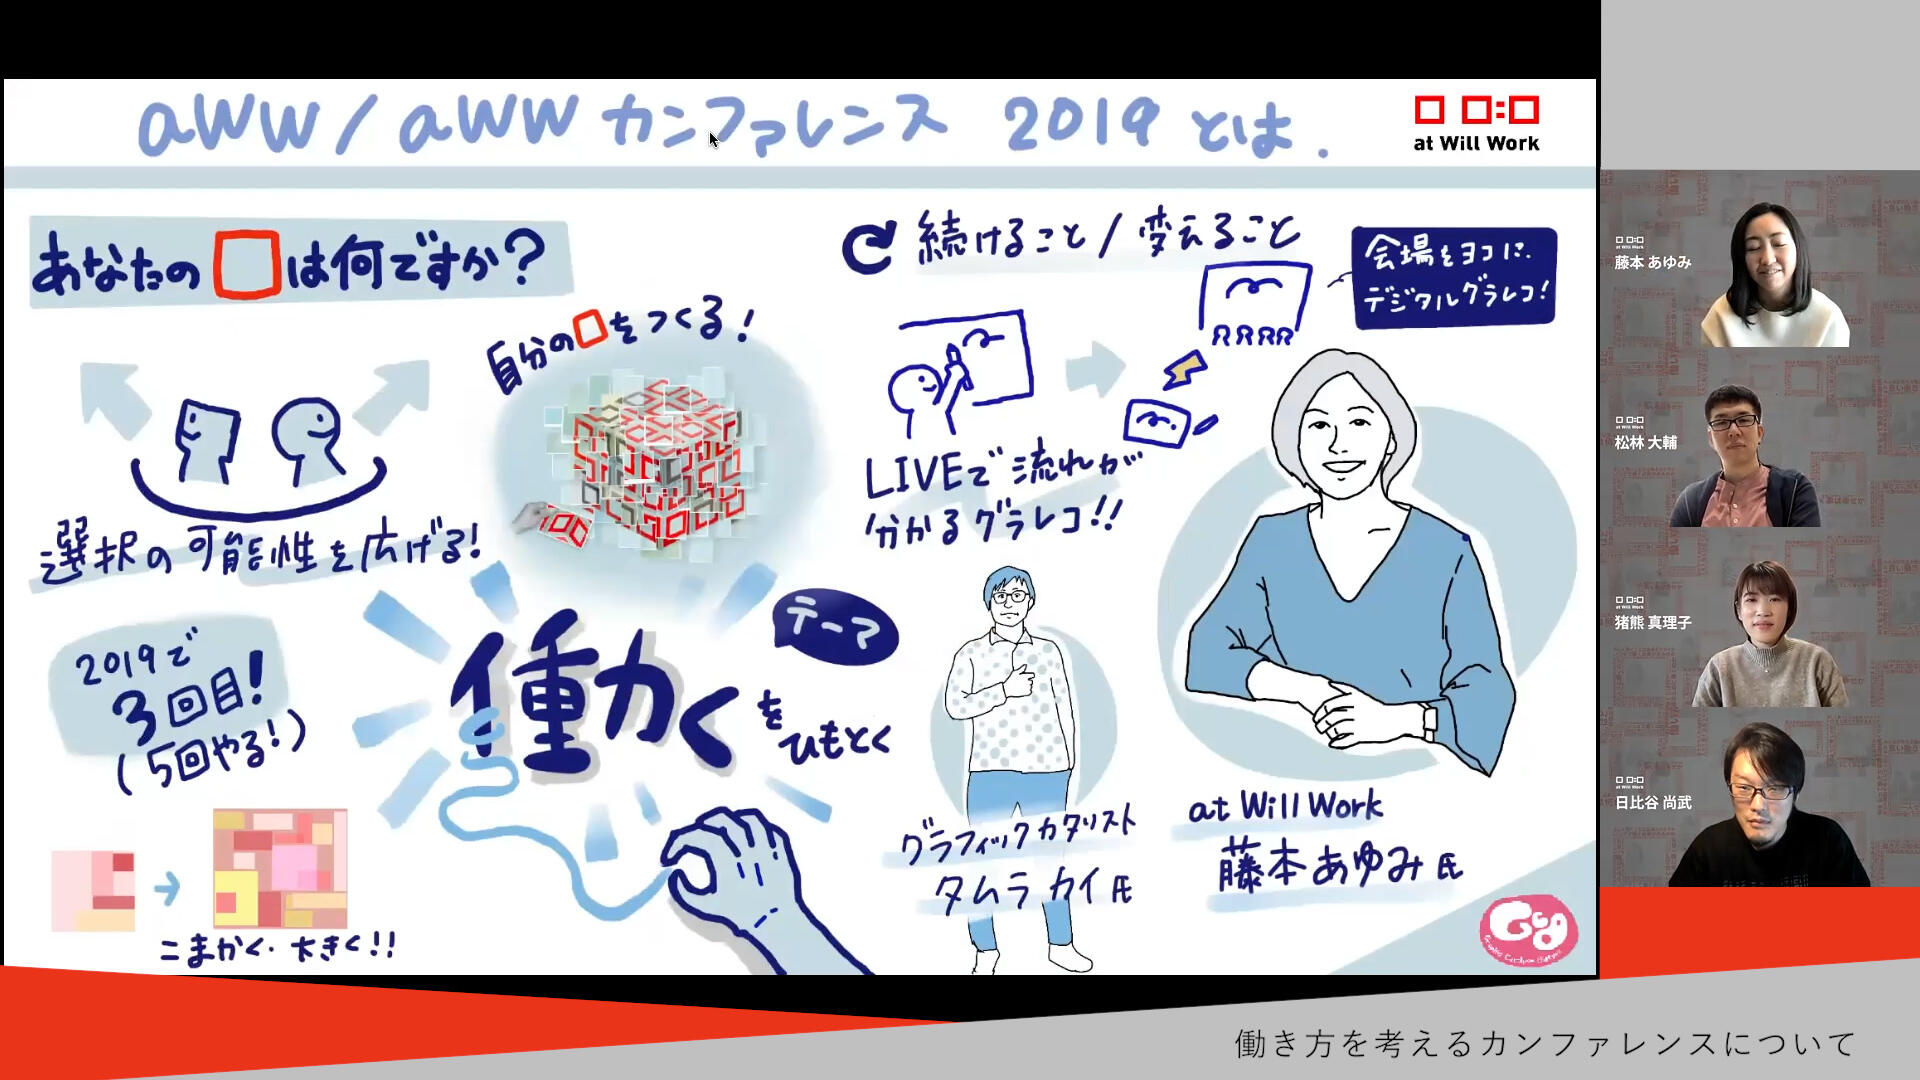 aWW / aWW カンファレンス 2019 とは.
at Will Work
あなたの□は何ですか?
自分の□をつくる!
選択の可能性を広げる!
2019で
3回目!
(5回やる!)
こまかく・大きく!!
テーマ
働く
を
ひもとく
続けること / 変えること
会場をヨコに.
デジタルグラレコ!
LIVEで流れが
分かるグラレコ!!
グラフィックカタリスト
タムラ カイ氏
at Will Work
藤本あゆみ氏
Gcg
藤本 あゆみ
松林 大輔
猪熊 真理子
日比谷 尚武
働き方を考えるカンファレンスについて